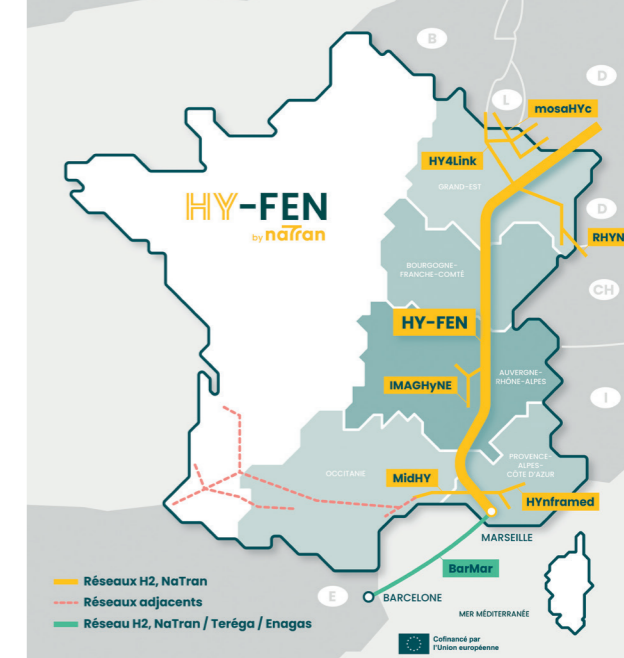 B
D
L
mosaHYc
HY4Link
GRAND-EST
HY-FEN
by naTran
D
RHYN
BOURGOGNE-
FRANCHE-COMTÉ
CH
HY-FEN
AUVERGNE-
RHÔNE-ALPES
IMAGHyNE
I
PROVENCE-
ALPES-
CÔTE D'AZUR
OCCITANIE
MidHY
HYnframed
MARSEILLE
BarMar
Réseaux H2, NaTran
Réseaux adjacents
Réseau H2, NaTran / Teréga / Enagas
E
BARCELONE
MER MÉDITERRANÉE
Cofinancé par
l'Union européenne